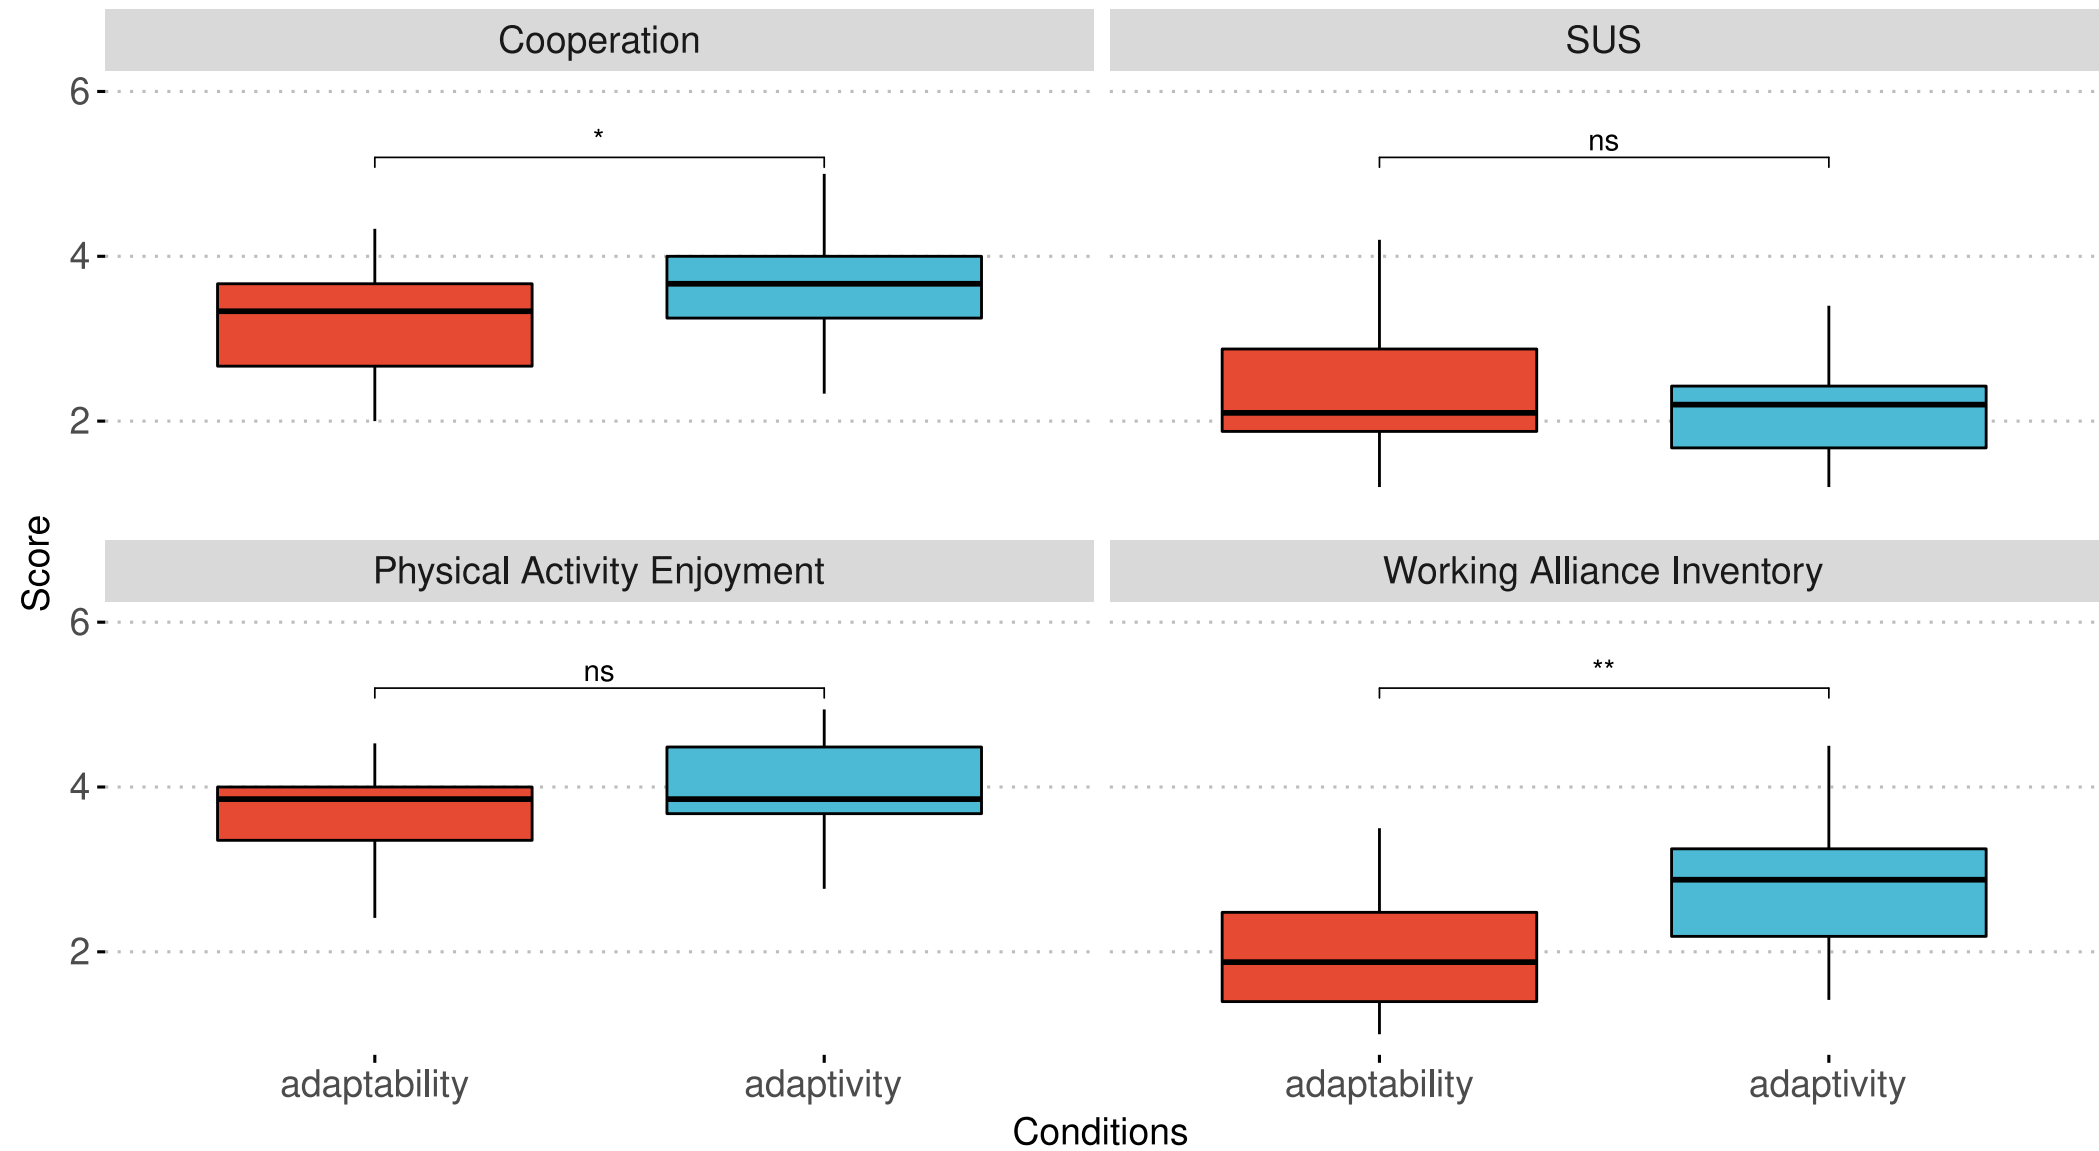 Cooperation
SUS
6
*
ns
4
2
Score
Physical Activity Enjoyment
Working Alliance Inventory
6
ns
**
4
2
adaptability
adaptivity
adaptability
adaptivity
Conditions